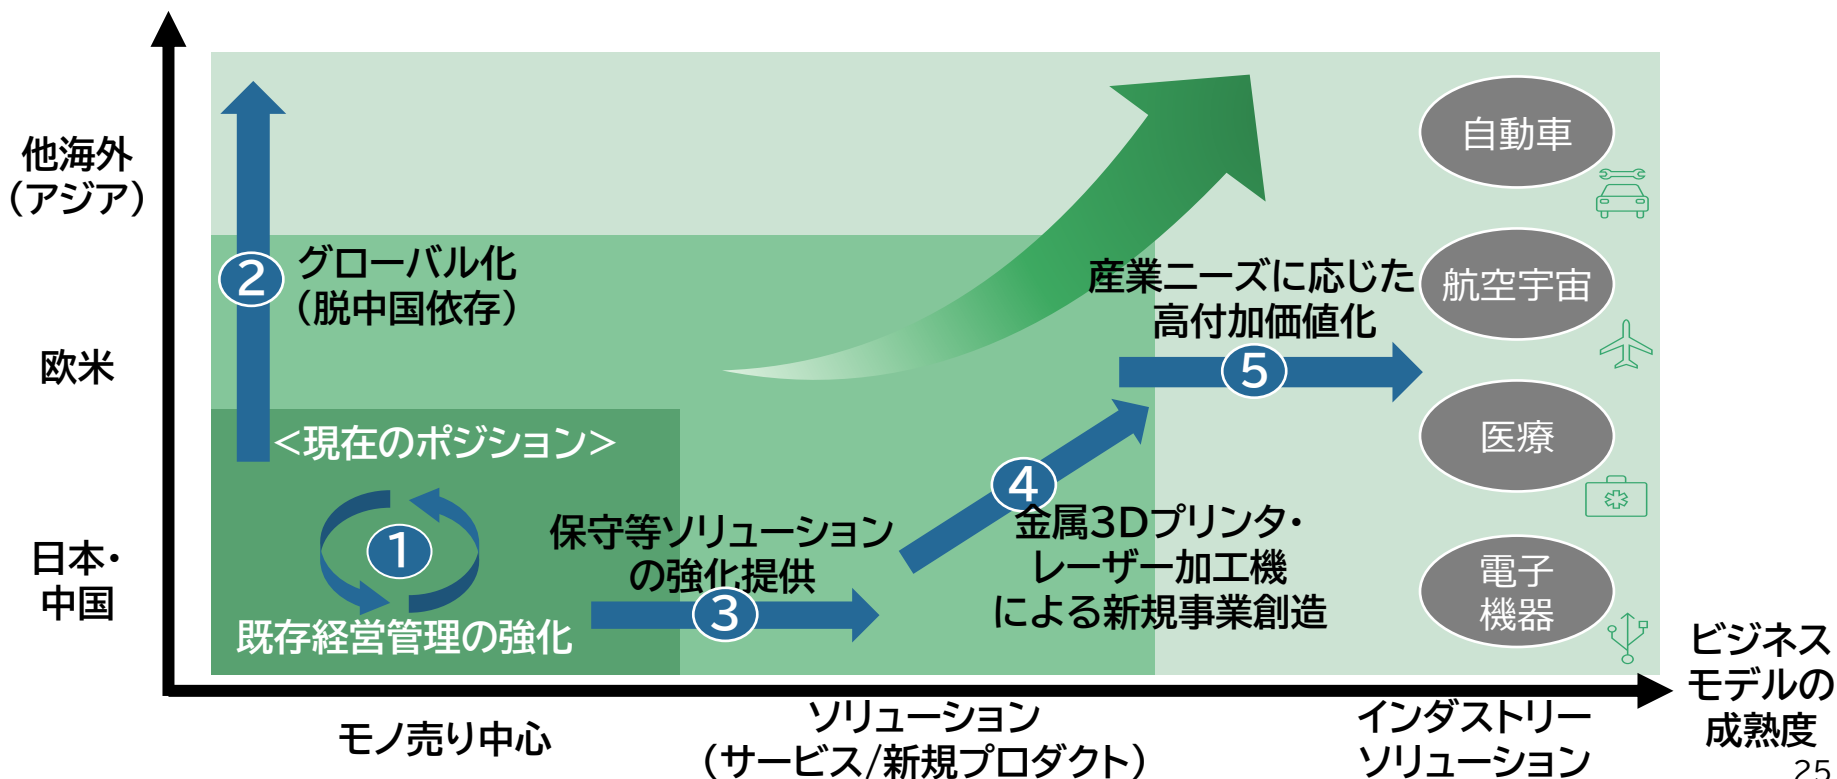 他海外
（アジア）
欧米
日本・
中国
2
グローバル化
（脱中国依存）
<現在のポジション>
1
既存経営管理の強化
保守等ソリューション
の強化提供
3
4
金属3Dプリンタ・
レーザー加工機
による新規事業創造
産業ニーズに応じた
高付加価値化
5
自動車
航空宇宙
医療
電子
機器
モノ売り中心
ソリューション
（サービス/新規プロダクト）
インダストリー
ソリューション
ビジネス
モデルの
成熟度
25